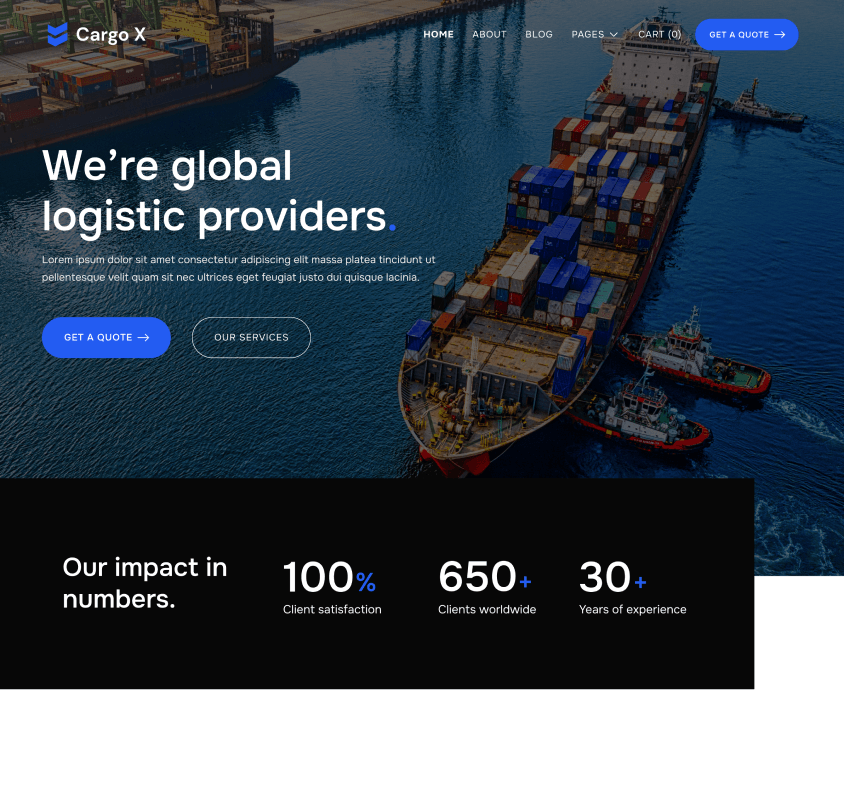 Cargo X
HOME ABOUT BLOG PAGES CART (0) GET A QUOTE →
We're global
logistic providers.
Lorem ipsum dolor sit amet consectetur adipiscing elit massa platea tincidunt ut
pellentesque velit quam sit nec ultrices eget feugiat justo dui quisque lacinia.
GET A QUOTE → OUR SERVICES
Our impact in
numbers.
100%
Client satisfaction
650+
Clients worldwide
30+
Years of experience